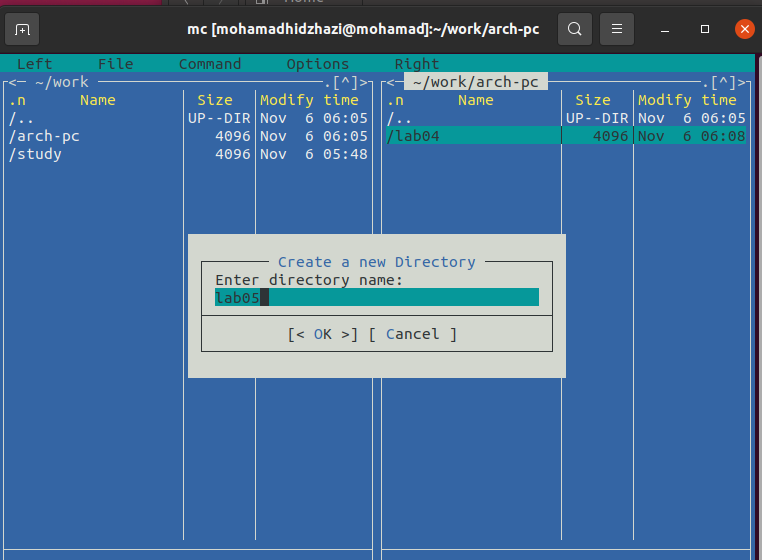 Home
mc [mohamadhidzhazi@mohamad]:~/work/arch-pc
Left File Command Options Right
<─ ~/work .[^]> <─ ~/work/arch-pc .[^]>
.n Name Size Modify time .n Name Size Modify time
/.. UP--DIR Nov 6 06:05 /.. UP--DIR Nov 6 06:05
/arch-pc 4096 Nov 6 06:05 /lab04 4096 Nov 6 06:08
/study 4096 Nov 6 05:48
Create a new Directory
Enter directory name:
lab05
[< OK >] [ Cancel ]